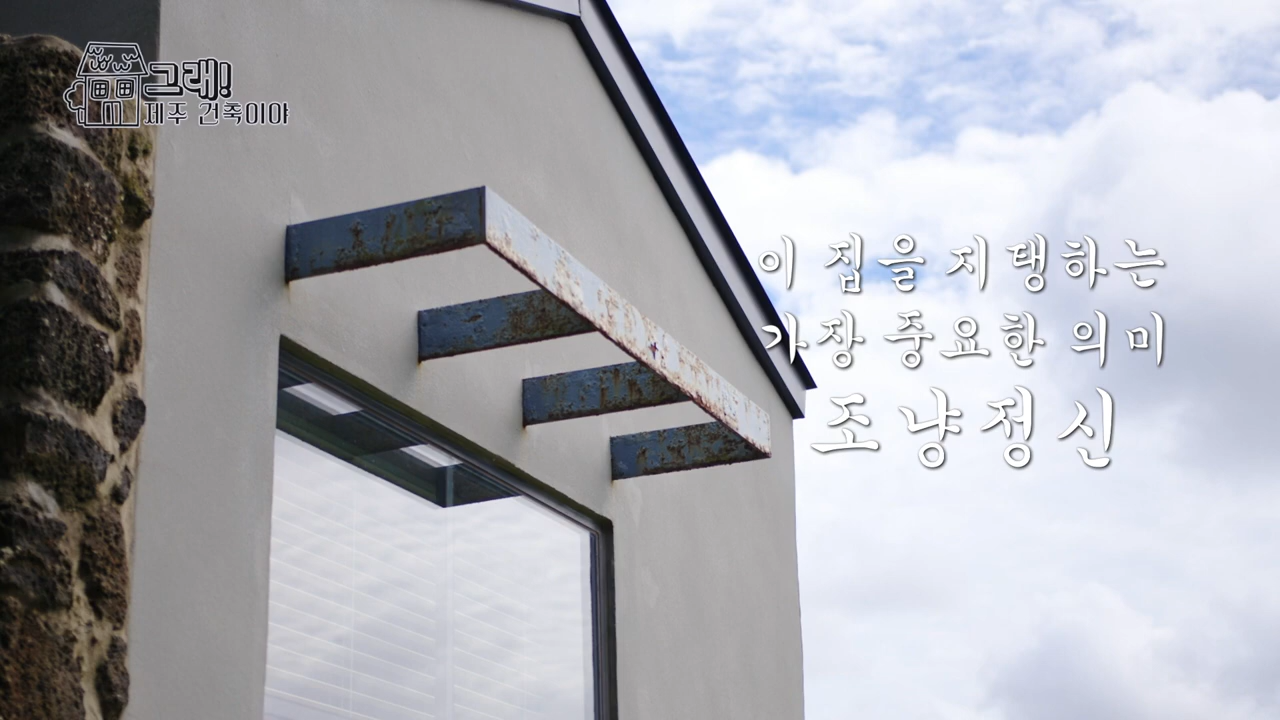 그래!
제주 건축이야
이 집을 지탱하는
가장 중요한 의미
조냥정신